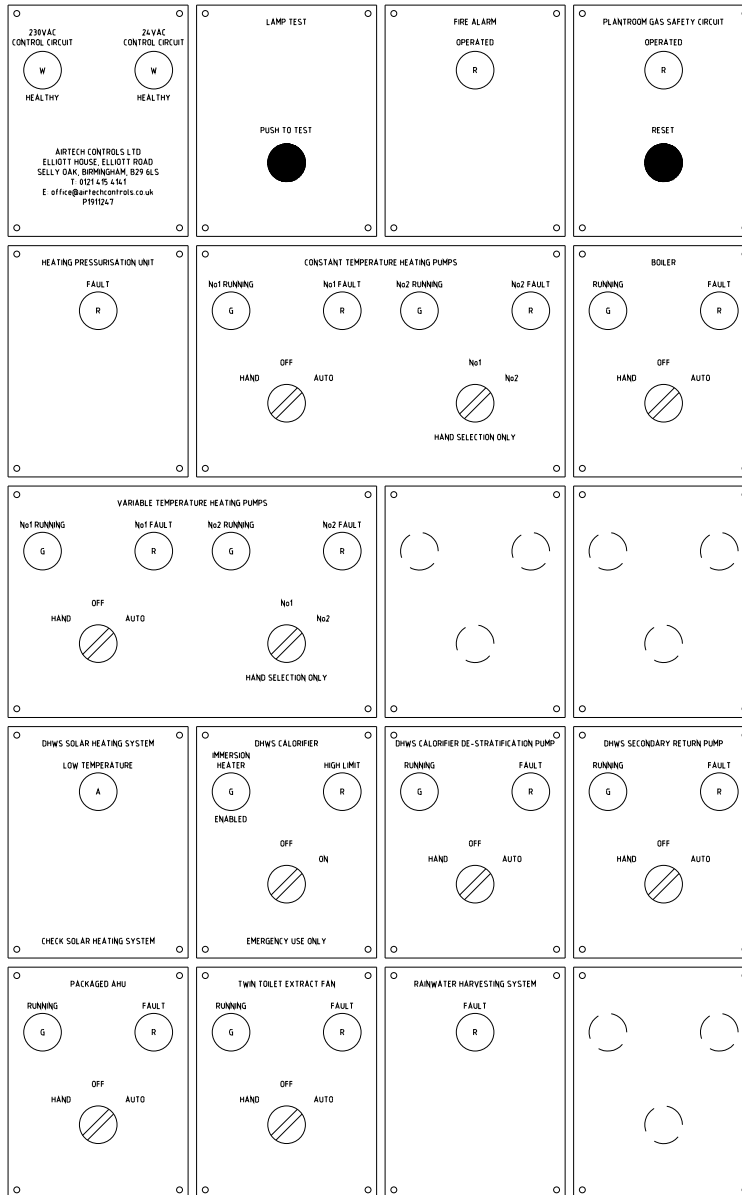 230VAC
CONTROL CIRCUIT
W
HEALTHY
24VAC
CONTROL CIRCUIT
W
HEALTHY
AIRTECH CONTROLS LTD
ELLIOTT HOUSE, ELLIOTT ROAD
SELLY OAK, BIRMINGHAM, B29 6LS
T: 0121 415 4141
E: office@airtechcontrols.co.uk
P1911247
LAMP TEST
PUSH TO TEST
FIRE ALARM
OPERATED
R
PLANTROOM GAS SAFETY CIRCUIT
OPERATED
R
RESET
HEATING PRESSURISATION UNIT
FAULT
R
CONSTANT TEMPERATURE HEATING PUMPS
No1 RUNNING
G
No1 FAULT
R
No2 RUNNING
G
No2 FAULT
R
HAND
OFF
AUTO
No1
No2
HAND SELECTION ONLY
BOILER
RUNNING
G
FAULT
R
HAND
OFF
AUTO
VARIABLE TEMPERATURE HEATING PUMPS
No1 RUNNING
G
No1 FAULT
R
No2 RUNNING
G
No2 FAULT
R
HAND
OFF
AUTO
No1
No2
HAND SELECTION ONLY
DHWS SOLAR HEATING SYSTEM
LOW TEMPERATURE
A
CHECK SOLAR HEATING SYSTEM
DHWS CALORIFIER
IMMERSION
HEATER
G
ENABLED
HIGH LIMIT
R
OFF
ON
EMERGENCY USE ONLY
DHWS CALORIFIER DE-STRATIFICATION PUMP
RUNNING
G
FAULT
R
HAND
OFF
AUTO
DHWS SECONDARY RETURN PUMP
RUNNING
G
FAULT
R
HAND
OFF
AUTO
PACKAGED AHU
RUNNING
G
FAULT
R
HAND
OFF
AUTO
TWIN TOILET EXTRACT FAN
RUNNING
G
FAULT
R
HAND
OFF
AUTO
RAINWATER HARVESTING SYSTEM
FAULT
R